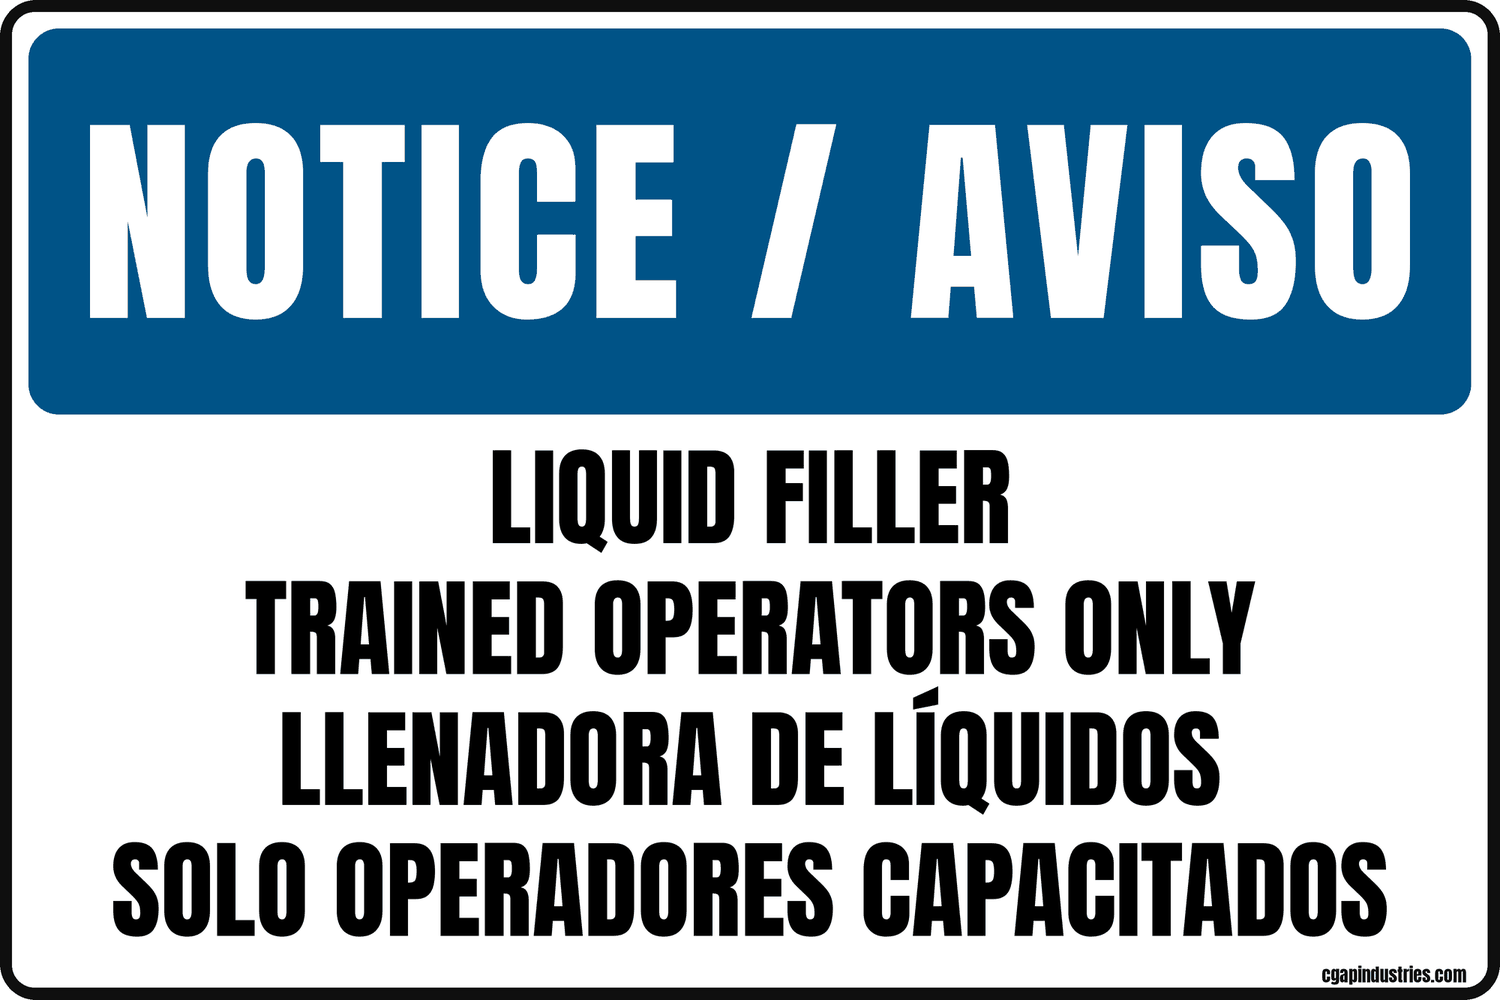 NOTICE / AVISO
LIQUID FILLER
TRAINED OPERATORS ONLY
LLENADORA DE LÍQUIDOS
SOLO OPERADORES CAPACITADOS
cgapindustries.com